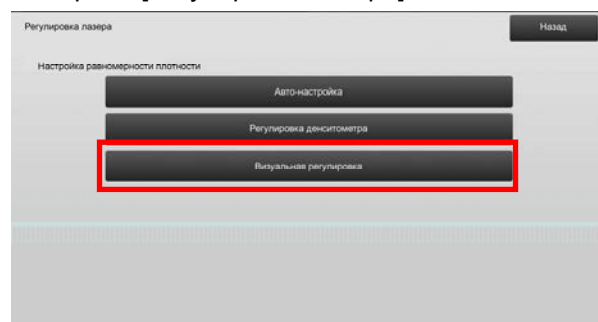 Регулировка лазера
Назад
Настройка равномерности плотности
Авто-настройка
Регулировка денситометра
Визуальная регулировка